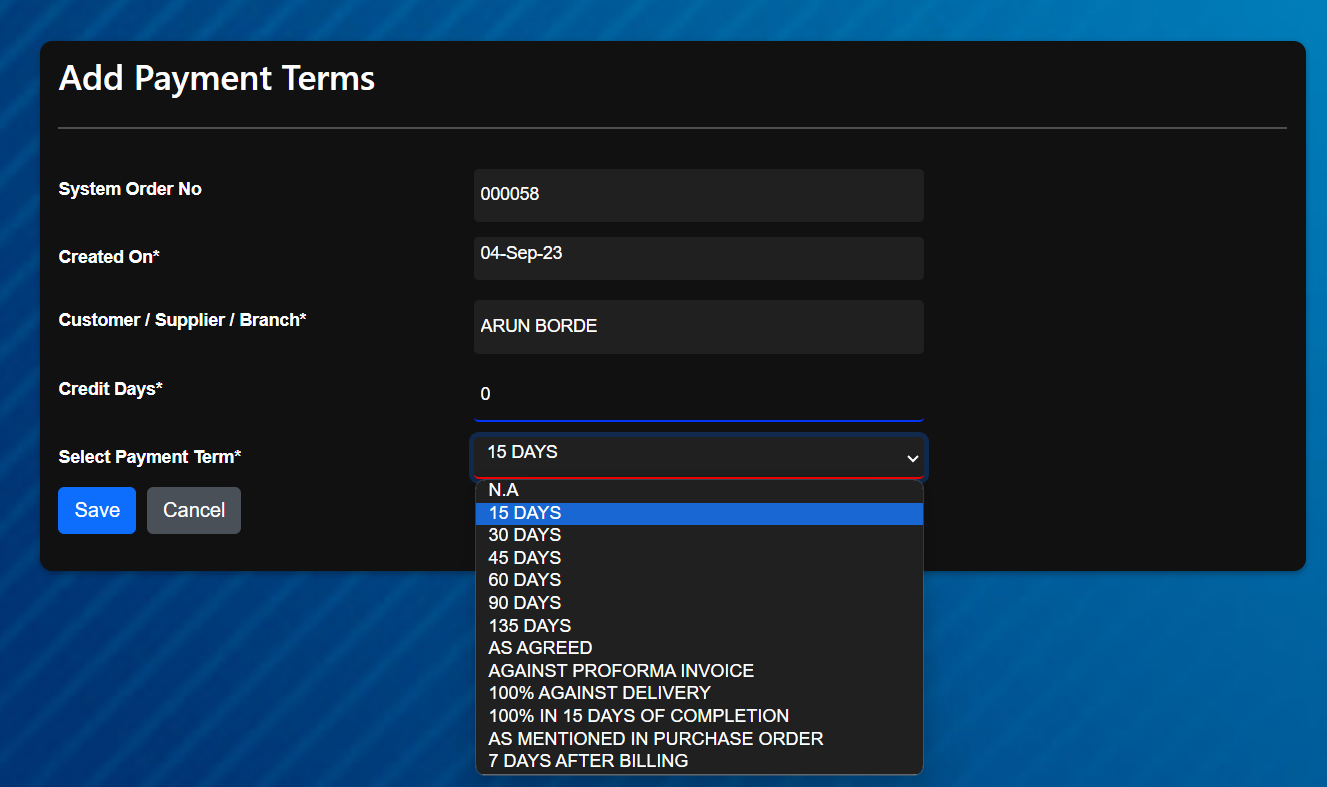 Add Payment Terms
System Order No
000058
Created On*
04-Sep-23
Customer / Supplier / Branch*
ARUN BORDE
Credit Days*
0
Select Payment Term*
15 DAYS
Save
Cancel
N.A
15 DAYS
30 DAYS
45 DAYS
60 DAYS
90 DAYS
135 DAYS
AS AGREED
AGAINST PROFORMA INVOICE
100% AGAINST DELIVERY
100% IN 15 DAYS OF COMPLETION
AS MENTIONED IN PURCHASE ORDER
7 DAYS AFTER BILLING